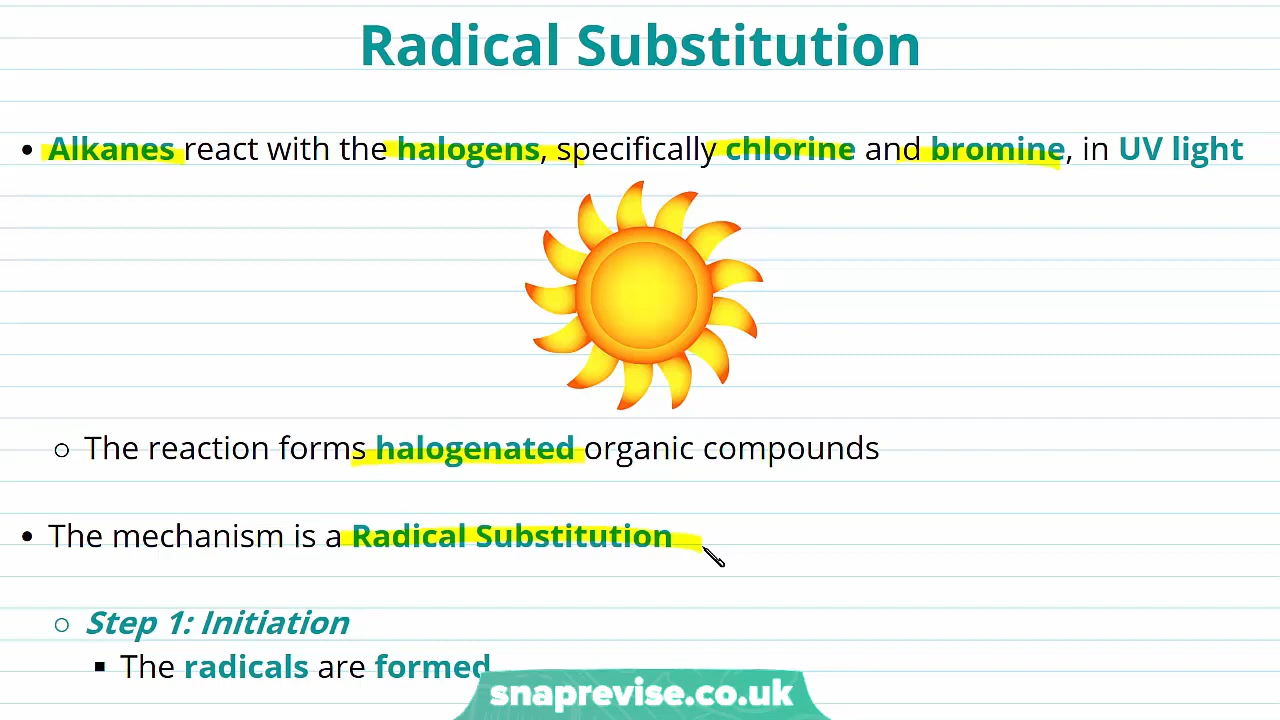 Radical Substitution
• Alkanes react with the halogens, specifically chlorine and bromine, in UV light
○ The reaction forms halogenated organic compounds
• The mechanism is a Radical Substitution
○ Step 1: Initiation
▪ The radicals are formed
snaprevise.co.uk